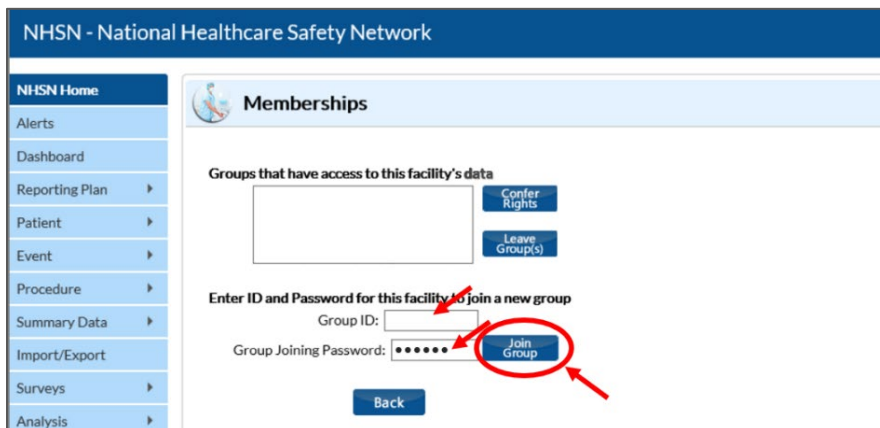 NHSN - National Healthcare Safety Network
NHSN Home
Alerts
Dashboard
Reporting Plan
Patient
Event
Procedure
Summary Data
Import/Export
Surveys
Analysis
Memberships
Groups that have access to this facility's data
Confer
Rights
Leave
Group(s)
Enter ID and Password for this facility to join a new group
Group ID:
Group Joining Password: ••••••
Join
Group
Back